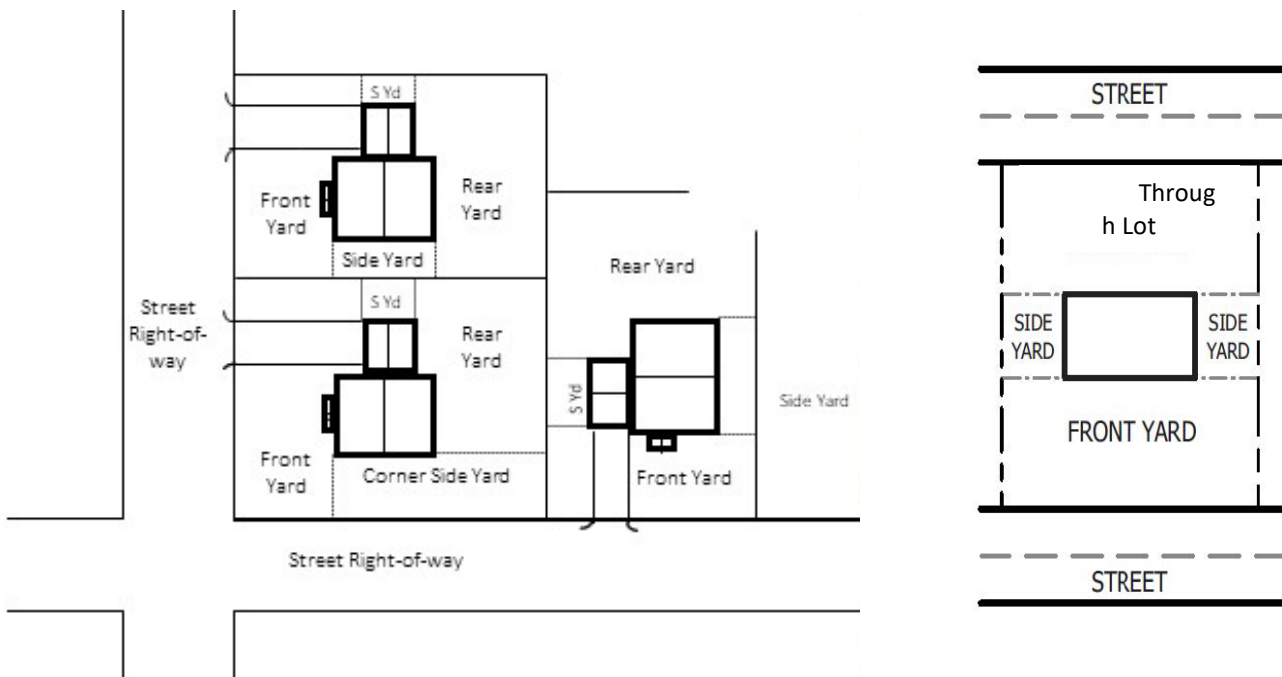 S Yd
Front
Yard
Rear
Yard
Side Yard
S Yd
Street
Right-of-
way
Rear
Yard
Front
Yard
Corner Side Yard
Rear Yard
S Yd
Side Yard
Front Yard
Street Right-of-way
STREET
Throug
h Lot
SIDE
YARD
SIDE
YARD
FRONT YARD
STREET